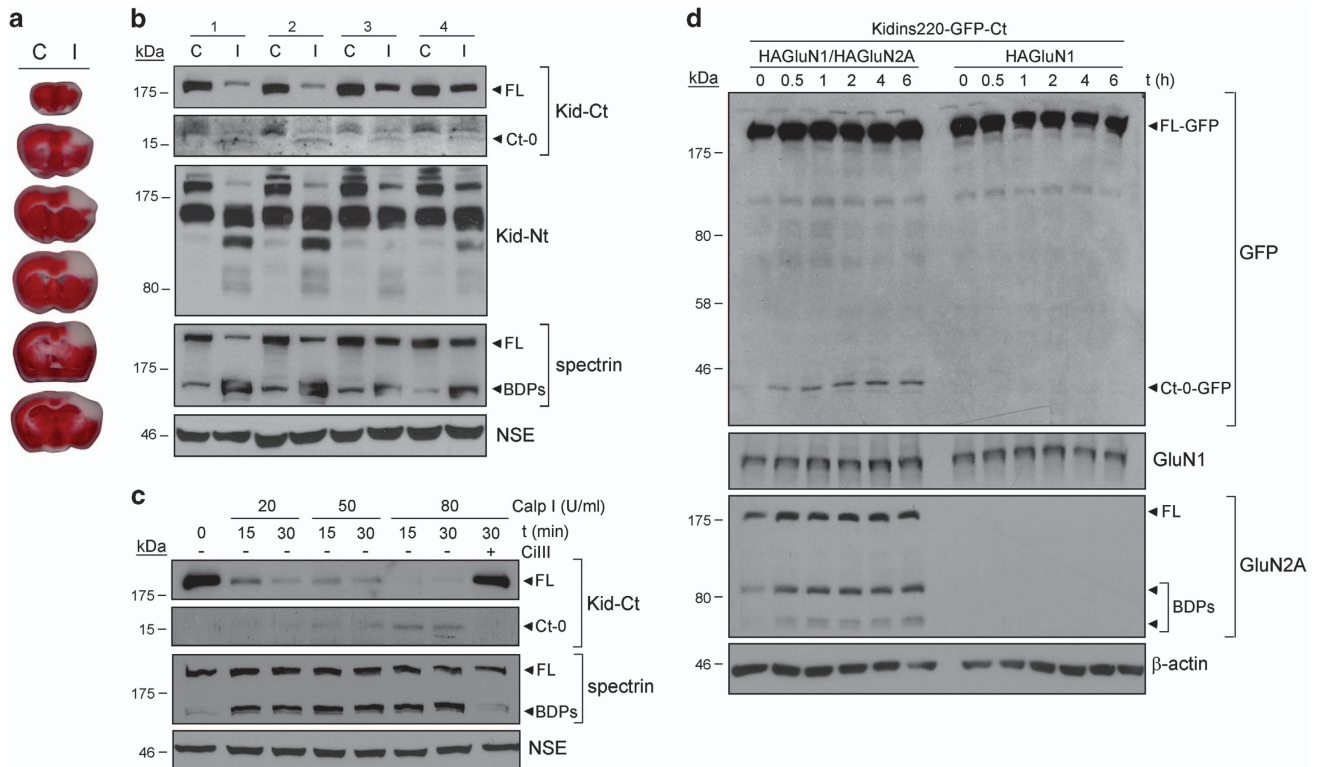 a
C I
b
1 2 3 4
kDa C I C I C I C I
175 FL
Kid-Ct
15 Ct-0
175
Kid-Nt
80
FL
spectrin
175
BDPs
46 NSE
c
20 50 80 Calp I (U/ml)
0 15 30 15 30 15 30 30 t (min)
kDa - - - - - - - + CiIII
FL
175
Kid-Ct
15 Ct-0
FL
spectrin
175
BDPs
46 NSE
d
Kidins220-GFP-Ct
HAGluN1/HAGluN2A HAGluN1
kDa 0 0.5 1 2 4 6 0 0.5 1 2 4 6 t (h)
FL-GFP
175
80 GFP
58
46
Ct-0-GFP
GluN1
175 FL
GluN2A
80 BDPs
46 β-actin